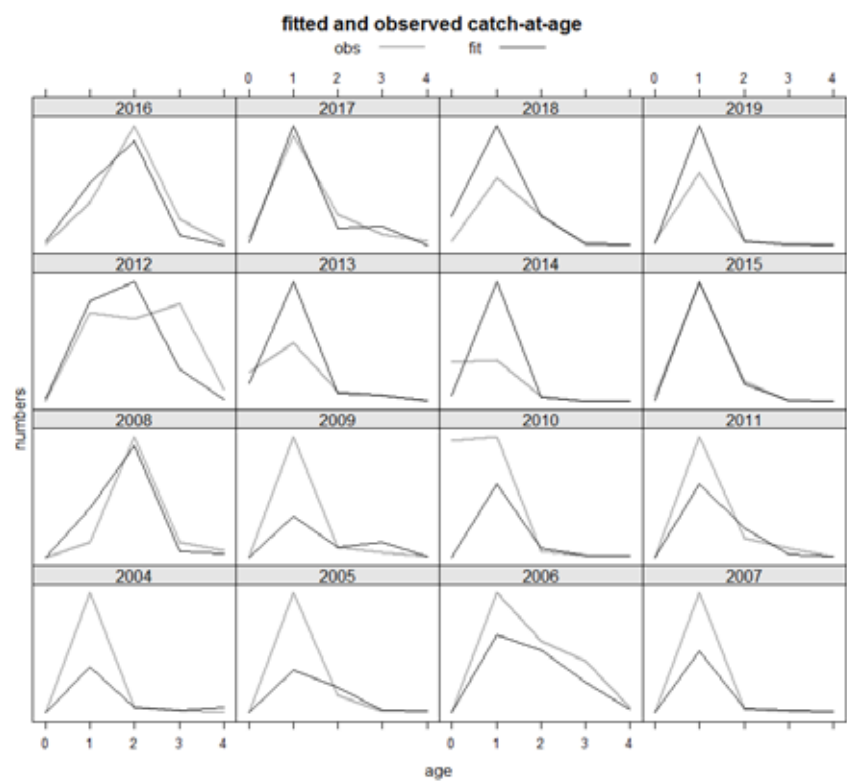 fitted and observed catch-at-age
obs fit
0 1 2 3 4 0 1 2 3 4
2016 2017 2018 2019
2012 2013 2014 2015
2008 2009 2010 2011
2004 2005 2006 2007
numbers
0 1 2 3 4 0 1 2 3 4
age